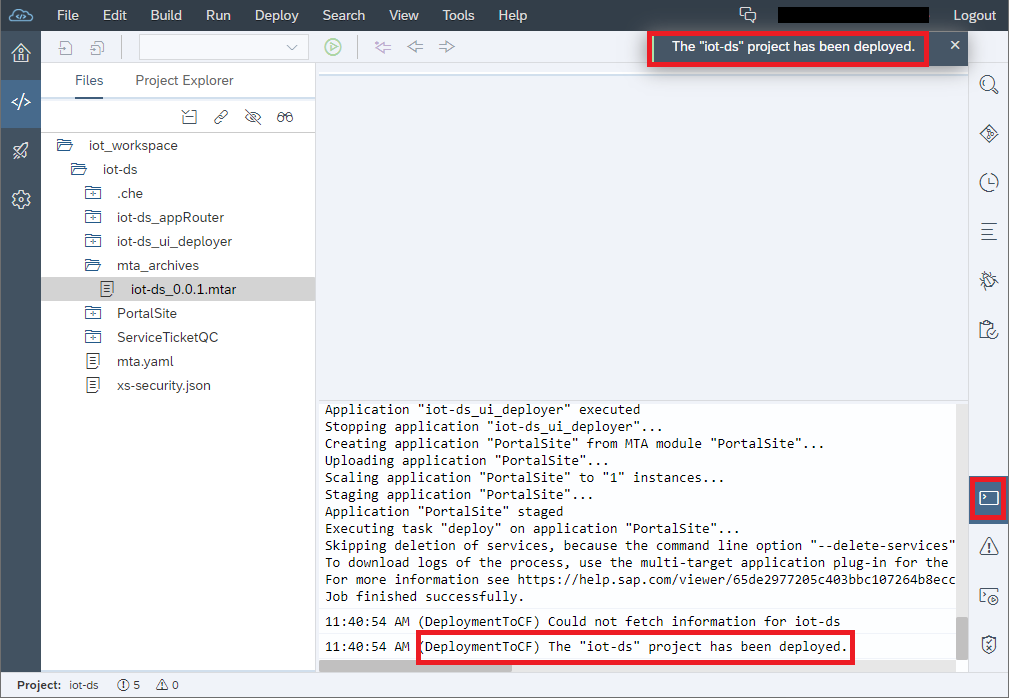 File Edit Build Run Deploy Search View Tools Help Logout
The "iot-ds" project has been deployed.
Files Project Explorer
iot_workspace
iot-ds
.che
iot-ds_appRouter
iot-ds_ui_deployer
mta_archives
iot-ds_0.0.1.mtar
PortalSite
ServiceTicketQC
mta.yaml
xs-security.json
Application "iot-ds_ui_deployer" executed
Stopping application "iot-ds_ui_deployer"...
Creating application "PortalSite" from MTA module "PortalSite"...
Uploading application "PortalSite"...
Scaling application "PortalSite" to "1" instances...
Staging application "PortalSite"...
Application "PortalSite" staged
Executing task "deploy" on application "PortalSite"...
Skipping deletion of services, because the command line option "--delete-services"
To download logs of the process, use the multi-target application plug-in for the
For more information see https://help.sap.com/viewer/65de2977205c403bbc107264b8ecc
Job finished successfully.
11:40:54 AM (DeploymentToCF) Could not fetch information for iot-ds
11:40:54 AM (DeploymentToCF) The "iot-ds" project has been deployed.
Project: iot-ds 5 0